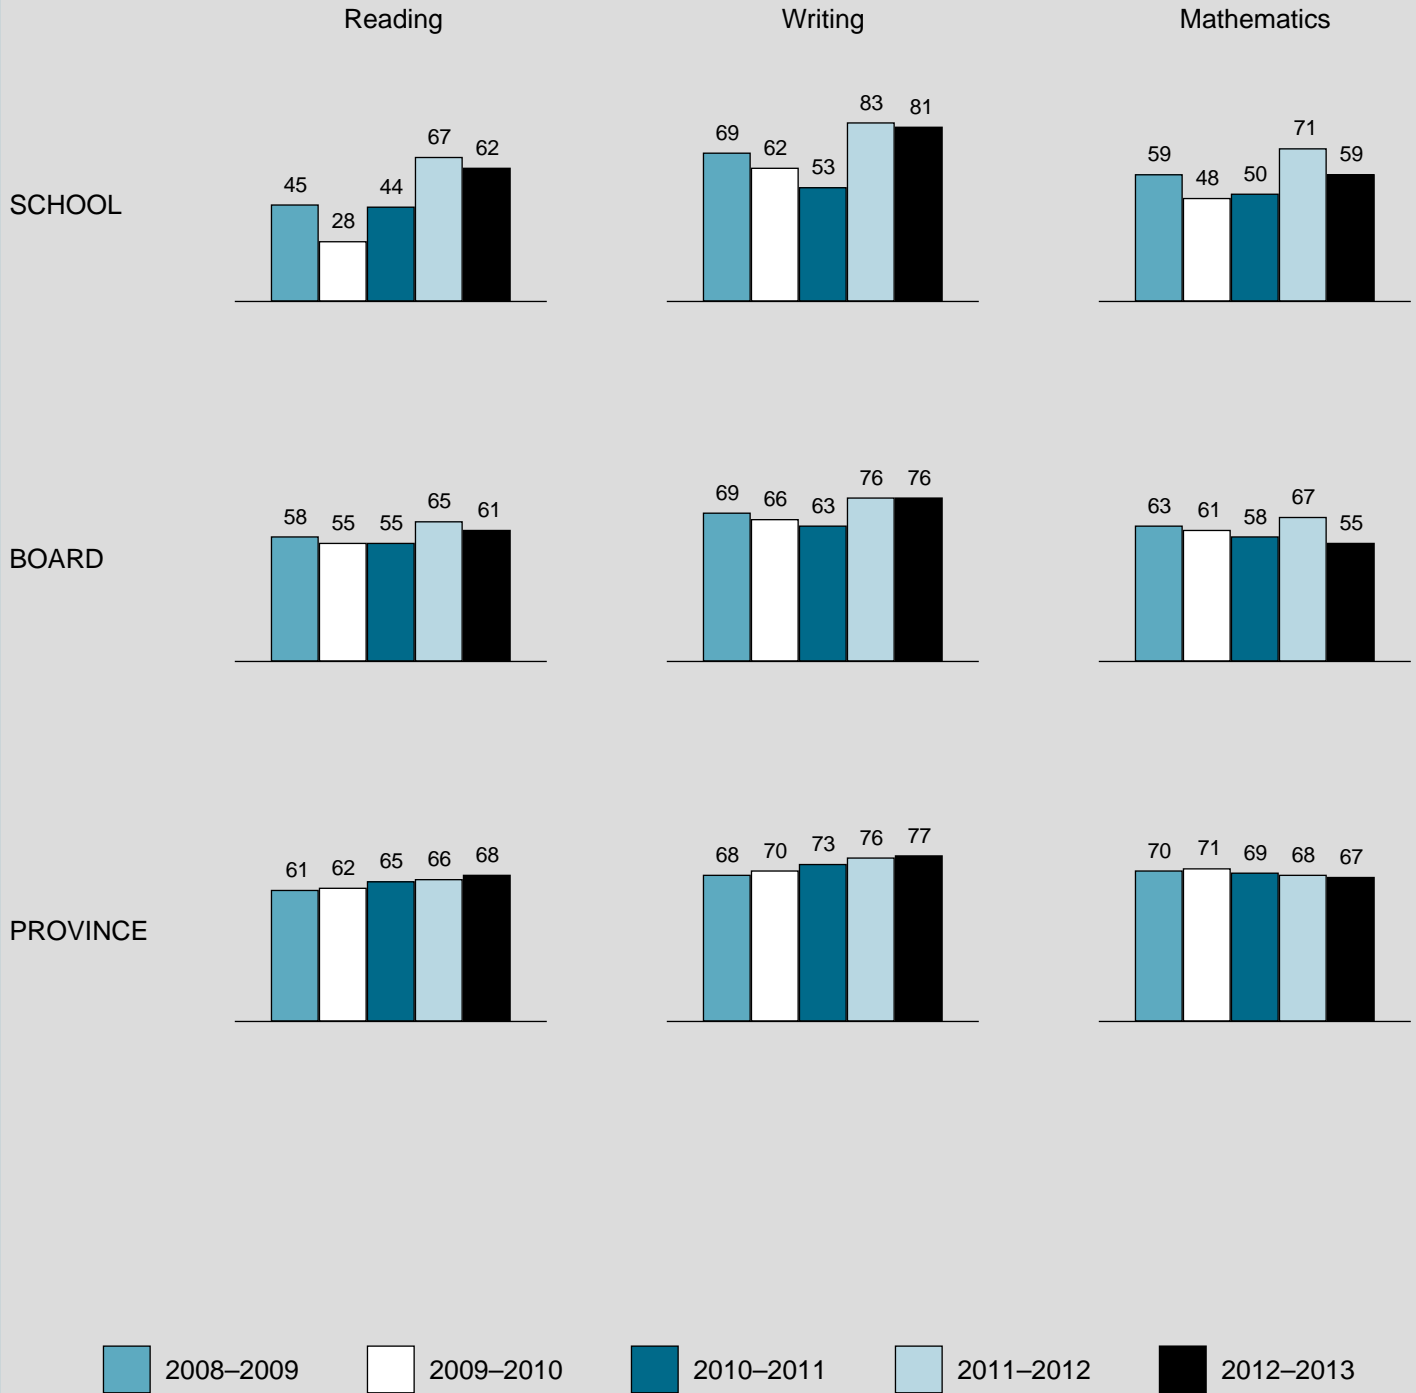 Reading Writing Mathematics
SCHOOL
45 28 44 67 62
69 62 53 83 81
59 48 50 71 59
BOARD
58 55 55 65 61
69 66 63 76 76
63 61 58 67 55
PROVINCE
61 62 65 66 68
68 70 73 76 77
70 71 69 68 67
2008–2009 2009–2010 2010–2011 2011–2012 2012–2013